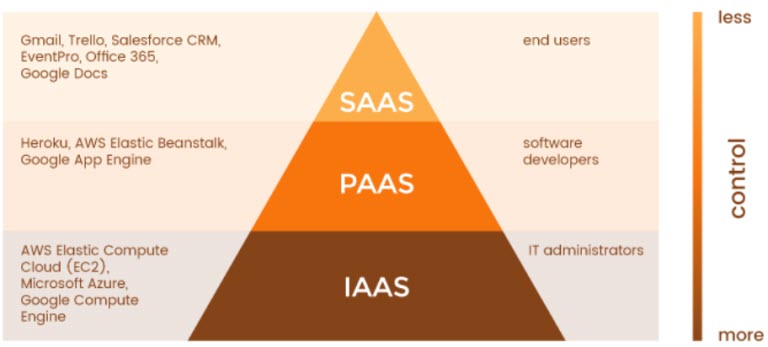 Gmail, Trello, Salesforce CRM,
EventPro, Office 365,
Google Docs
SAAS
end users
Heroku, AWS Elastic Beanstalk,
Google App Engine
PAAS
software
developers
AWS Elastic Compute
Cloud (EC2),
Microsoft Azure,
Google Compute
Engine
IAAS
IT administrators
less
control
more